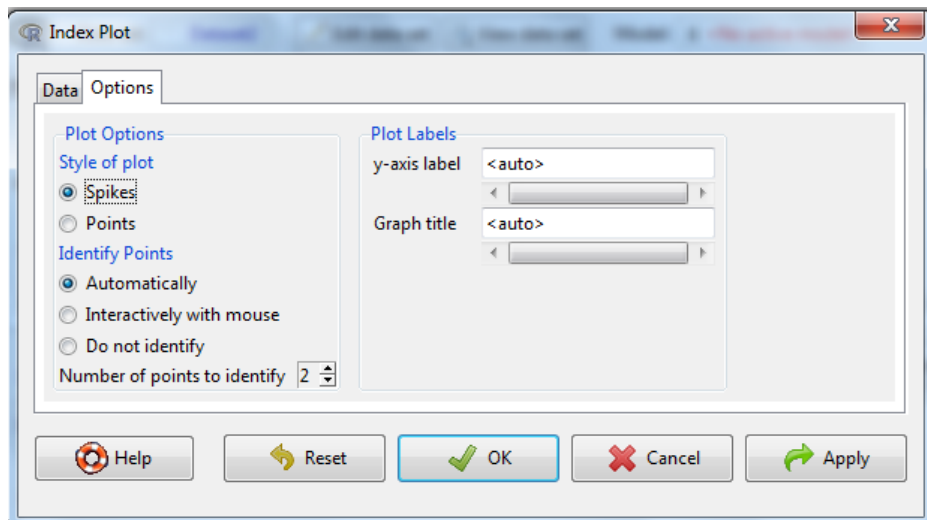 Index Plot
Data Options
Plot Options
Style of plot
Spikes
Points
Identify Points
Automatically
Interactively with mouse
Do not identify
Number of points to identify 2
Plot Labels
y-axis label <auto>
Graph title <auto>
Help Reset OK Cancel Apply